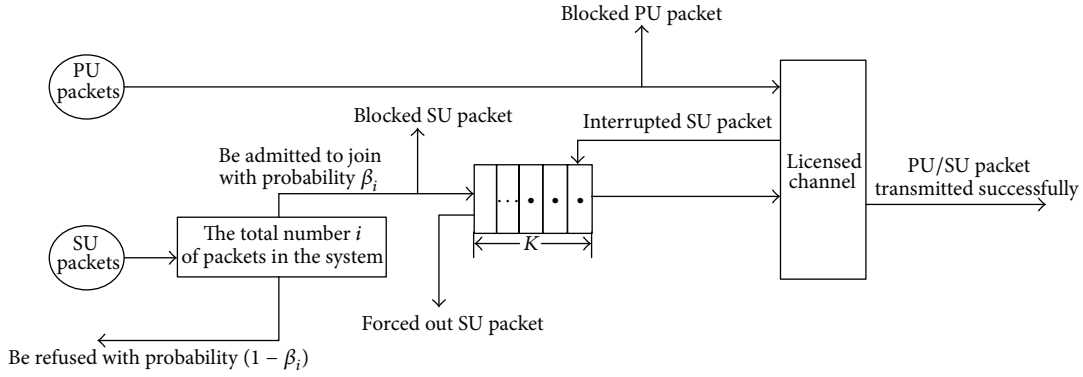 Blocked PU packet
PU
packets
Blocked SU packet
Interrupted SU packet
Be admitted to join
with probability β_i
Licensed
channel
PU/SU packet
transmitted successfully
...
SU
packets
The total number i
of packets in the system
K
Forced out SU packet
Be refused with probability (1 − β_i)